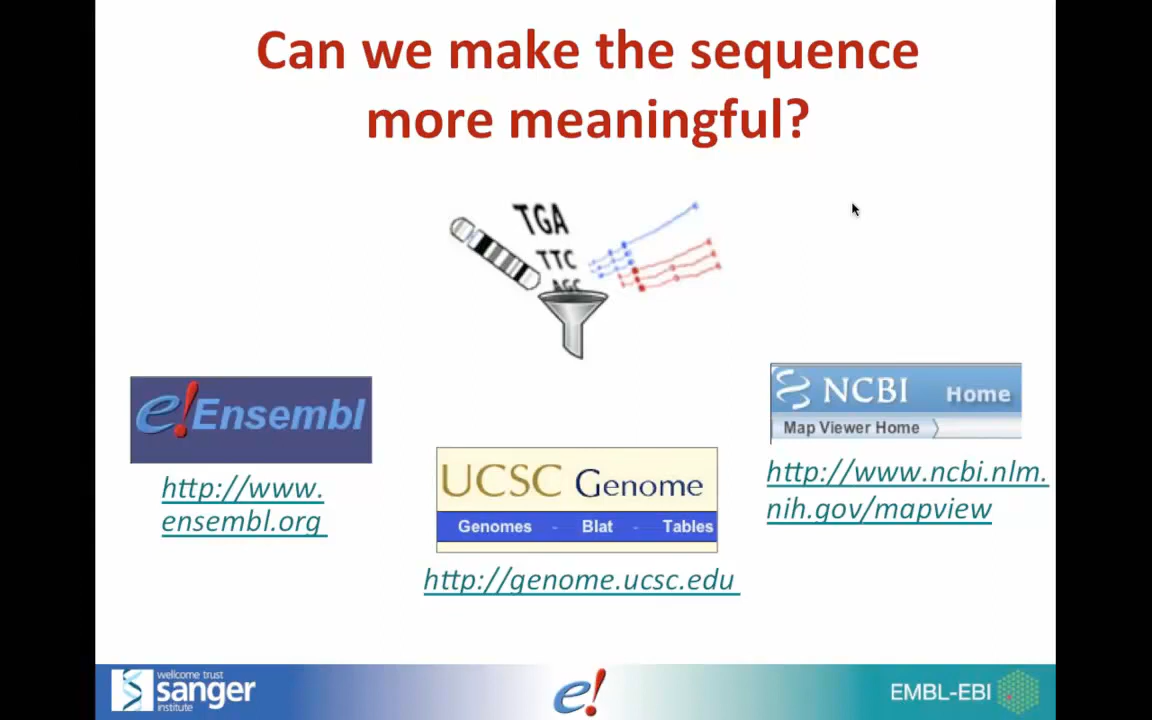 Can we make the sequence
more meaningful?
TGA
TTC
AGC
e!Ensembl
http://www.
ensembl.org
UCSC Genome
Genomes - Blat - Tables
http://genome.ucsc.edu
NCBI Home
Map Viewer Home
http://www.ncbi.nlm.
nih.gov/mapview
wellcome trust
sanger
institute
e!
EMBL-EBI